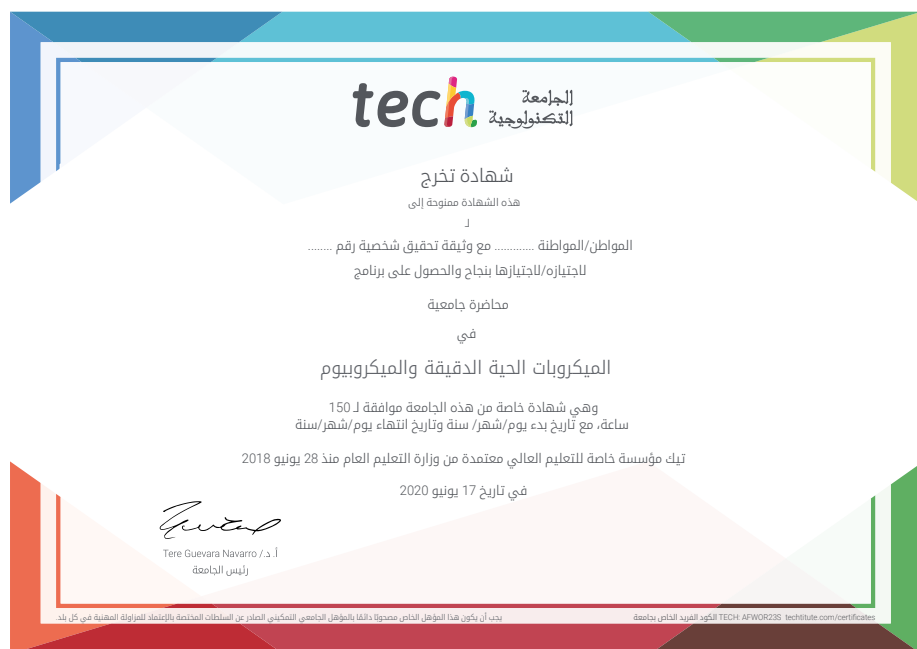 tech الجامعة
التكنولوجية
شهادة تخرج
هذه الشهادة ممنوحة إلى
لـ
المواطن/المواطنة ............ مع وثيقة تحقيق شخصية رقم ........
لاجتيازه/لاجتيازها بنجاح والحصول على برنامج
محاضرة جامعية
في
الميكروبات الحية الدقيقة والميكروبيوم
وهي شهادة خاصة من هذه الجامعة موافقة لـ 150
ساعة، مع تاريخ بدء يوم/شهر/ سنة وتاريخ انتهاء يوم/شهر/سنة
تيك مؤسسة خاصة للتعليم العالي معتمدة من وزارة التعليم العام منذ 28 يونيو 2018
في تاريخ 17 يونيو 2020
أ. د./ Tere Guevara Navarro
رئيس الجامعة
يجب أن يكون هذا المؤهل الخاص مصحوبًا دائمًا بالمؤهل الجامعي التمكيني الصادر عن السلطات المختصة بالإعتماد للمزاولة المهنية في كل بلد.
الكود الفريد الخاص بجامعة TECH: AFWOR23S techtitute.com/certificates